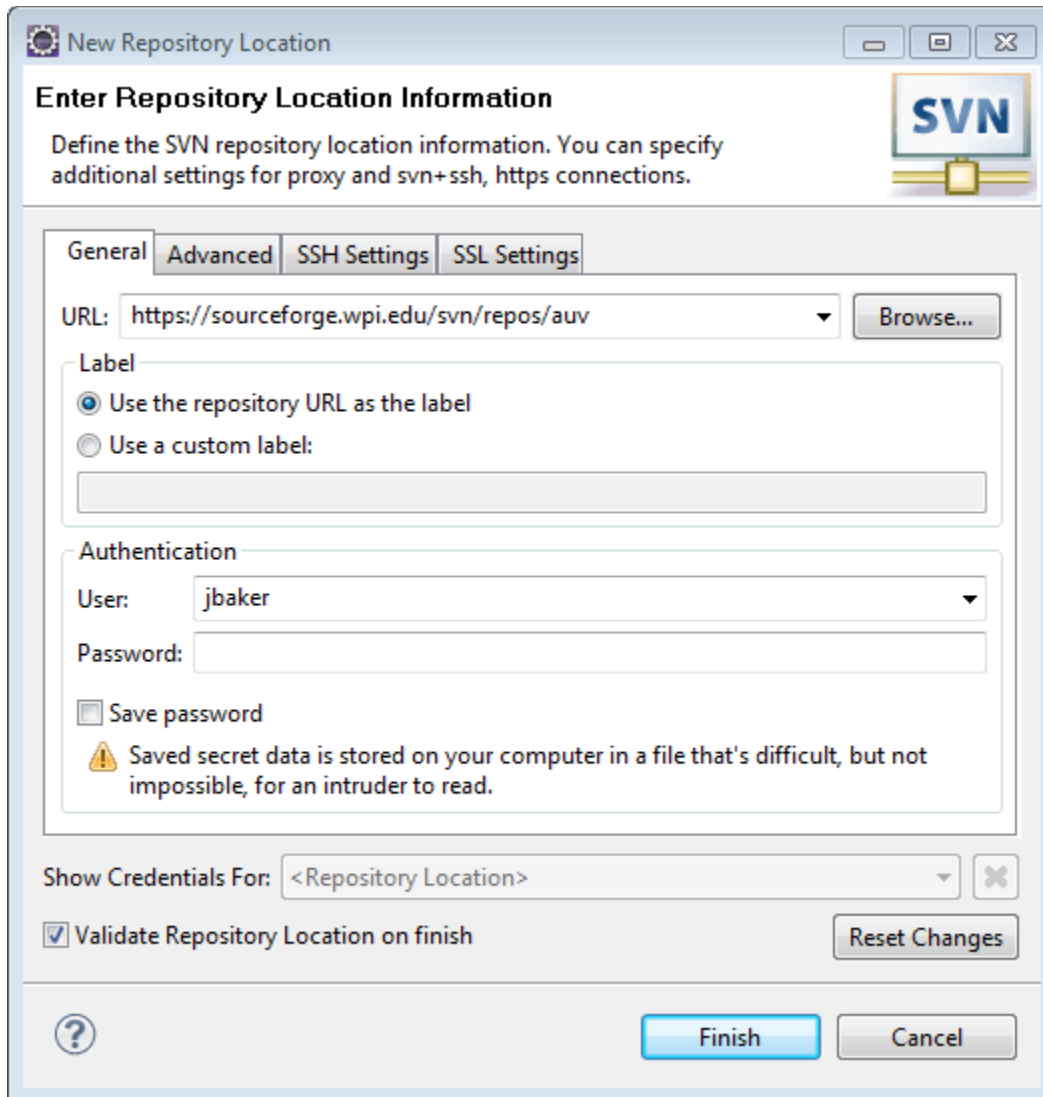 New Repository Location
Enter Repository Location Information
Define the SVN repository location information. You can specify
additional settings for proxy and svn+ssh, https connections.
SVN
General Advanced SSH Settings SSL Settings
URL: https://sourceforge.wpi.edu/svn/repos/auv Browse...
Label
Use the repository URL as the label
Use a custom label:
Authentication
User: jbaker
Password:
Save password
Saved secret data is stored on your computer in a file that's difficult, but not
impossible, for an intruder to read.
Show Credentials For: <Repository Location>
Validate Repository Location on finish Reset Changes
? Finish Cancel